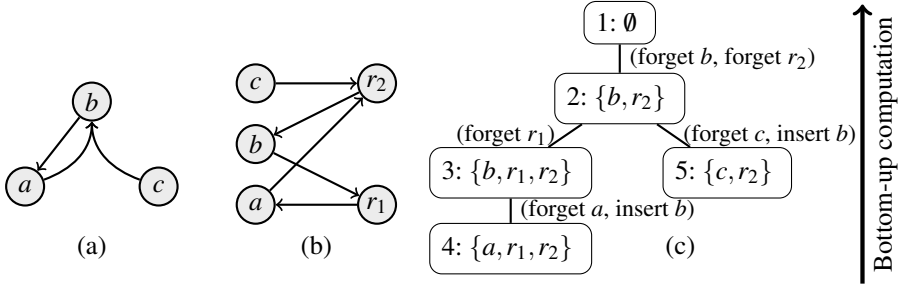 b
a
c
(a)
c
r₂
b
a
r₁
(b)
1: ∅
(forget b, forget r₂)
2: {b, r₂}
(forget r₁)
(forget c, insert b)
3: {b, r₁, r₂}
5: {c, r₂}
(forget a, insert b)
4: {a, r₁, r₂}
(c)
Bottom-up computation